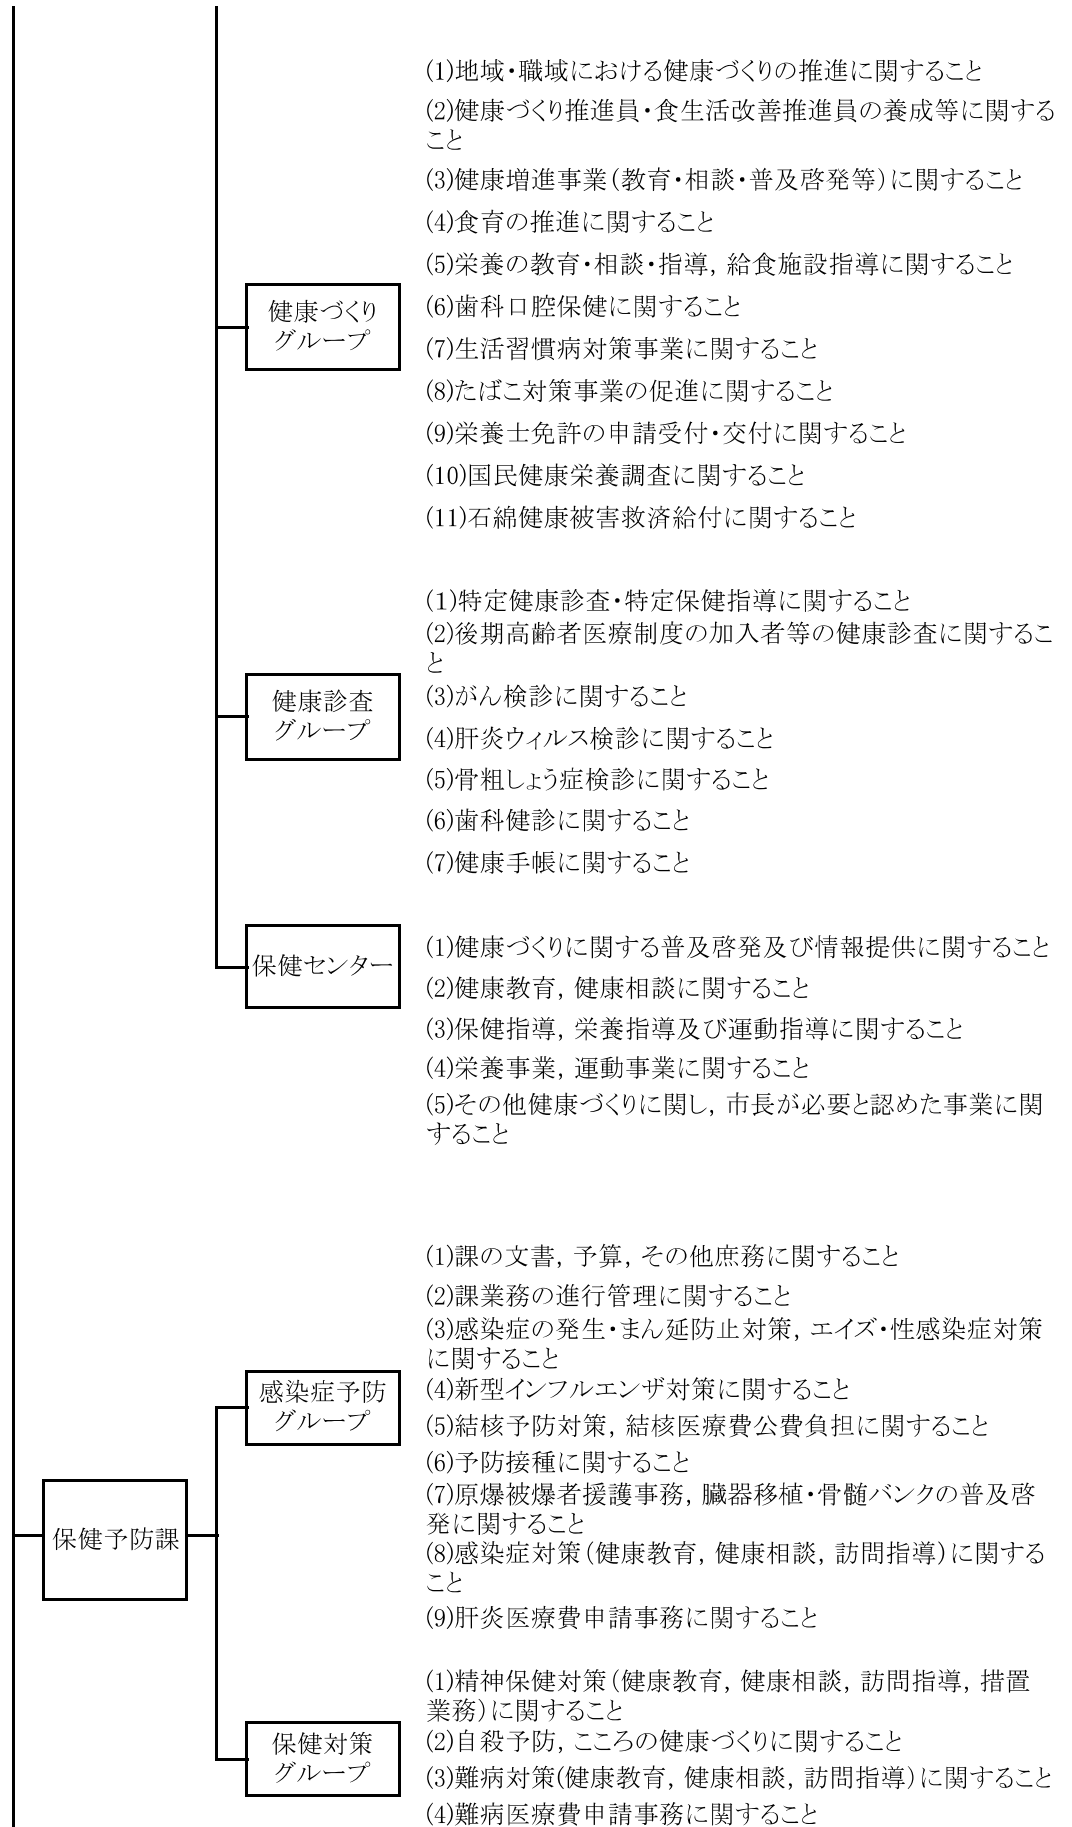 (1)地域・職域における健康づくりの推進に関すること
(2)健康づくり推進員・食生活改善推進員の養成等に関する
こと
(3)健康増進事業(教育・相談・普及啓発等)に関すること
(4)食育の推進に関すること
(5)栄養の教育・相談・指導, 給食施設指導に関すること
健康づくり
グループ
(6)歯科口腔保健に関すること
(7)生活習慣病対策事業に関すること
(8)たばこ対策事業の促進に関すること
(9)栄養士免許の申請受付・交付に関すること
(10)国民健康栄養調査に関すること
(11)石綿健康被害救済給付に関すること
(1)特定健康診査・特定保健指導に関すること
(2)後期高齢者医療制度の加入者等の健康診査に関するこ
と
健康診査
グループ
(3)がん検診に関すること
(4)肝炎ウィルス検診に関すること
(5)骨粗しょう症検診に関すること
(6)歯科健診に関すること
(7)健康手帳に関すること
保健センター
(1)健康づくりに関する普及啓発及び情報提供に関すること
(2)健康教育, 健康相談に関すること
(3)保健指導, 栄養指導及び運動指導に関すること
(4)栄養事業, 運動事業に関すること
(5)その他健康づくりに関し, 市長が必要と認めた事業に関
すること
保健予防課
感染症予防
グループ
(1)課の文書, 予算, その他庶務に関すること
(2)課業務の進行管理に関すること
(3)感染症の発生・まん延防止対策, エイズ・性感染症対策
に関すること
(4)新型インフルエンザ対策に関すること
(5)結核予防対策, 結核医療費公費負担に関すること
(6)予防接種に関すること
(7)原爆被爆者援護事務, 臓器移植・骨髄バンクの普及啓
発に関すること
(8)感染症対策(健康教育, 健康相談, 訪問指導)に関する
こと
(9)肝炎医療費申請事務に関すること
保健対策
グループ
(1)精神保健対策(健康教育, 健康相談, 訪問指導, 措置
業務)に関すること
(2)自殺予防, こころの健康づくりに関すること
(3)難病対策(健康教育, 健康相談, 訪問指導)に関すること
(4)難病医療費申請事務に関すること